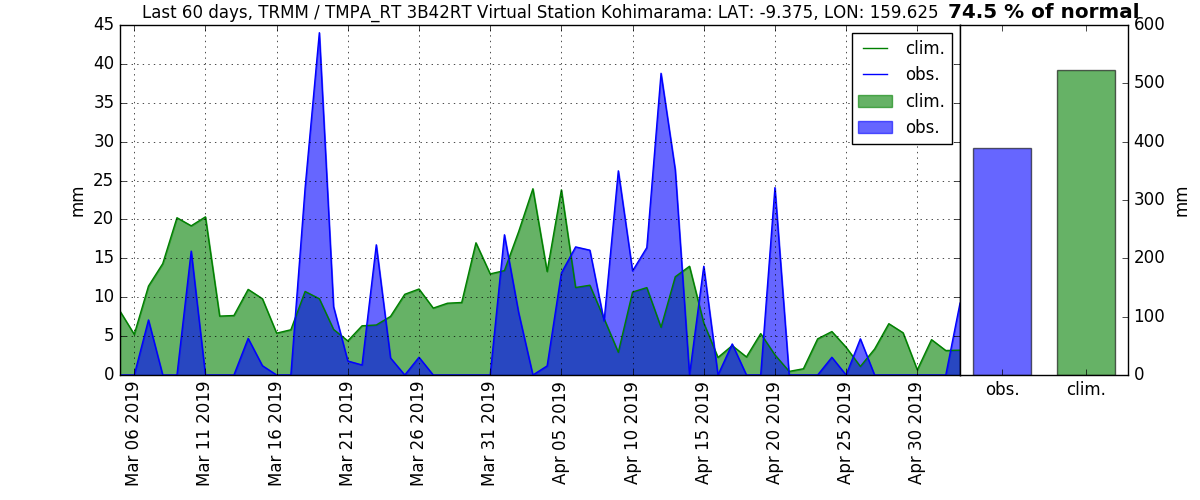 Last 60 days, TRMM / TMPA_RT 3B42RT Virtual Station Kohimarama: LAT: -9.375, LON: 159.625 74.5 % of normal
45
40
35
30
25
20
15
10
5
0
mm
clim.
obs.
clim.
obs.
600
500
400
300
200
100
0
mm
Mar 06 2019
Mar 11 2019
Mar 16 2019
Mar 21 2019
Mar 26 2019
Mar 31 2019
Apr 05 2019
Apr 10 2019
Apr 15 2019
Apr 20 2019
Apr 25 2019
Apr 30 2019
obs.
clim.